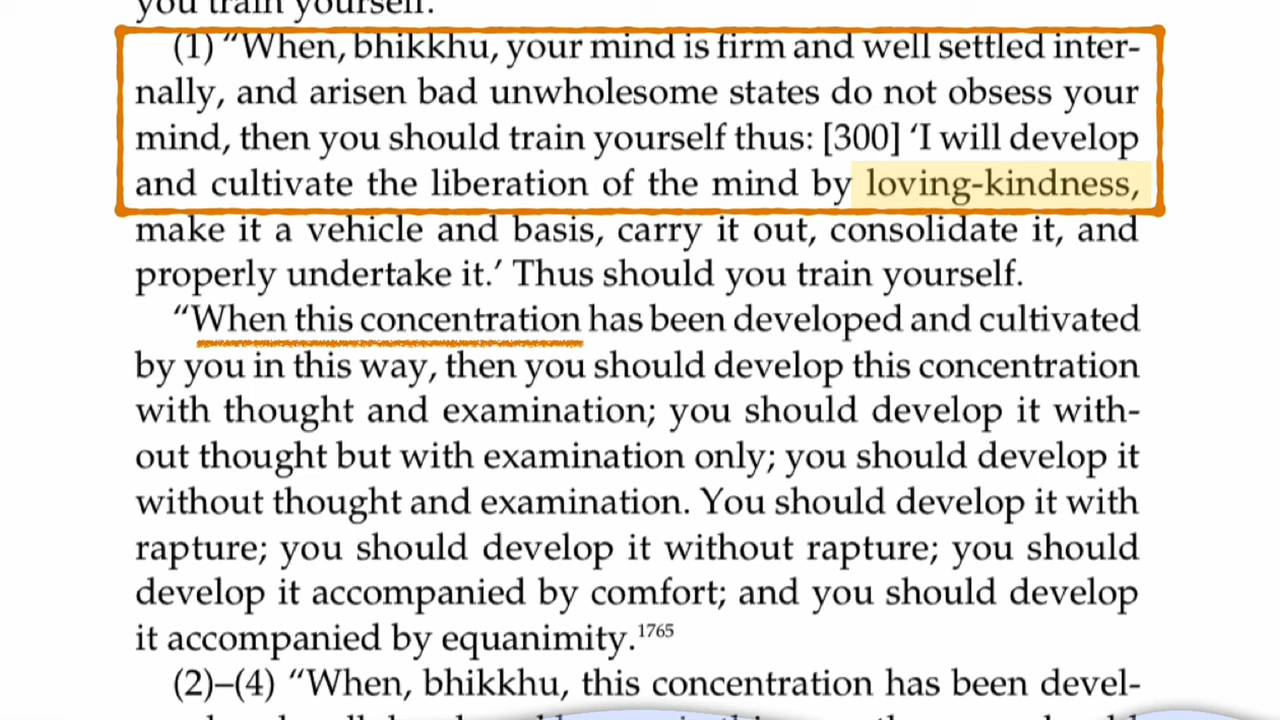 you train yourself.
(1) “When, bhikkhu, your mind is firm and well settled inter-
nally, and arisen bad unwholesome states do not obsess your
mind, then you should train yourself thus: [300] ‘I will develop
and cultivate the liberation of the mind by loving-kindness,
make it a vehicle and basis, carry it out, consolidate it, and
properly undertake it.’ Thus should you train yourself.
“When this concentration has been developed and cultivated
by you in this way, then you should develop this concentration
with thought and examination; you should develop it with-
out thought but with examination only; you should develop it
without thought and examination. You should develop it with
rapture; you should develop it without rapture; you should
develop it accompanied by comfort; and you should develop
it accompanied by equanimity.1765
(2)–(4) “When, bhikkhu, this concentration has been devel-